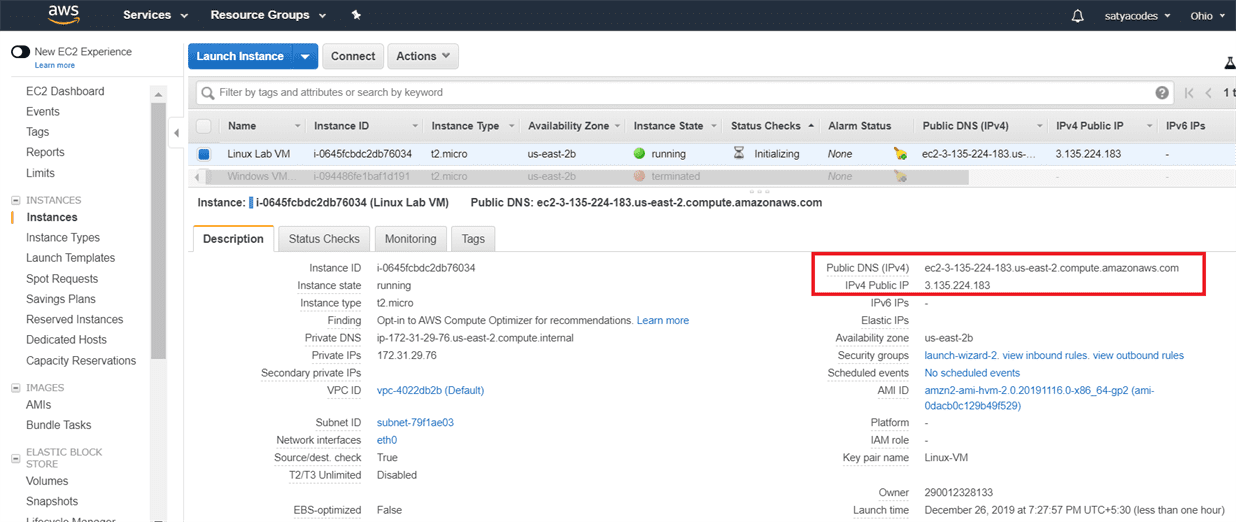 aws Services Resource Groups satyacodes Ohio
New EC2 Experience
Learn more
EC2 Dashboard
Events
Tags
Reports
Limits
INSTANCES
Instances
Instance Types
Launch Templates
Spot Requests
Savings Plans
Reserved Instances
Dedicated Hosts
Capacity Reservations
IMAGES
AMIs
Bundle Tasks
ELASTIC BLOCK
STORE
Volumes
Snapshots
Lifecycle Manager
Launch Instance Connect Actions
Filter by tags and attributes or search by keyword 1 t
Name Instance ID Instance Type Availability Zone Instance State Status Checks Alarm Status Public DNS (IPv4) IPv4 Public IP IPv6 IPs
Linux Lab VM i-0645fcbdc2db76034 t2.micro us-east-2b running Initializing None ec2-3-135-224-183.us-... 3.135.224.183 -
Windows VM... i-094486fe1baf1d191 t2.micro us-east-2b terminated None - -
Instance: i-0645fcbdc2db76034 (Linux Lab VM) Public DNS: ec2-3-135-224-183.us-east-2.compute.amazonaws.com
Description Status Checks Monitoring Tags
Instance ID i-0645fcbdc2db76034 Public DNS (IPv4) ec2-3-135-224-183.us-east-2.compute.amazonaws.com
Instance state running IPv4 Public IP 3.135.224.183
Instance type t2.micro IPv6 IPs -
Finding Opt-in to AWS Compute Optimizer for recommendations. Learn more Elastic IPs
Private DNS ip-172-31-29-76.us-east-2.compute.internal Availability zone us-east-2b
Private IPs 172.31.29.76 Security groups launch-wizard-2. view inbound rules. view outbound rules
Secondary private IPs Scheduled events No scheduled events
VPC ID vpc-4022db2b (Default) AMI ID amzn2-ami-hvm-2.0.20191116.0-x86_64-gp2 (ami-
0dacb0c129b49f529)
Subnet ID subnet-79f1ae03 Platform -
Network interfaces eth0 IAM role -
Source/dest. check True Key pair name Linux-VM
T2/T3 Unlimited Disabled
Owner 290012328133
EBS-optimized False Launch time December 26, 2019 at 7:27:57 PM UTC+5:30 (less than one hour)